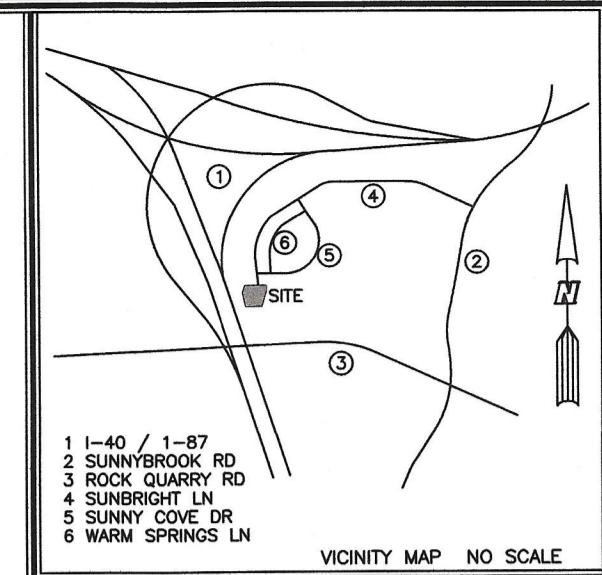 1
4
6
5
2
SITE
N
3
1 I-40 / 1-87
2 SUNNYBROOK RD
3 ROCK QUARRY RD
4 SUNBRIGHT LN
5 SUNNY COVE DR
6 WARM SPRINGS LN
VICINITY MAP NO SCALE